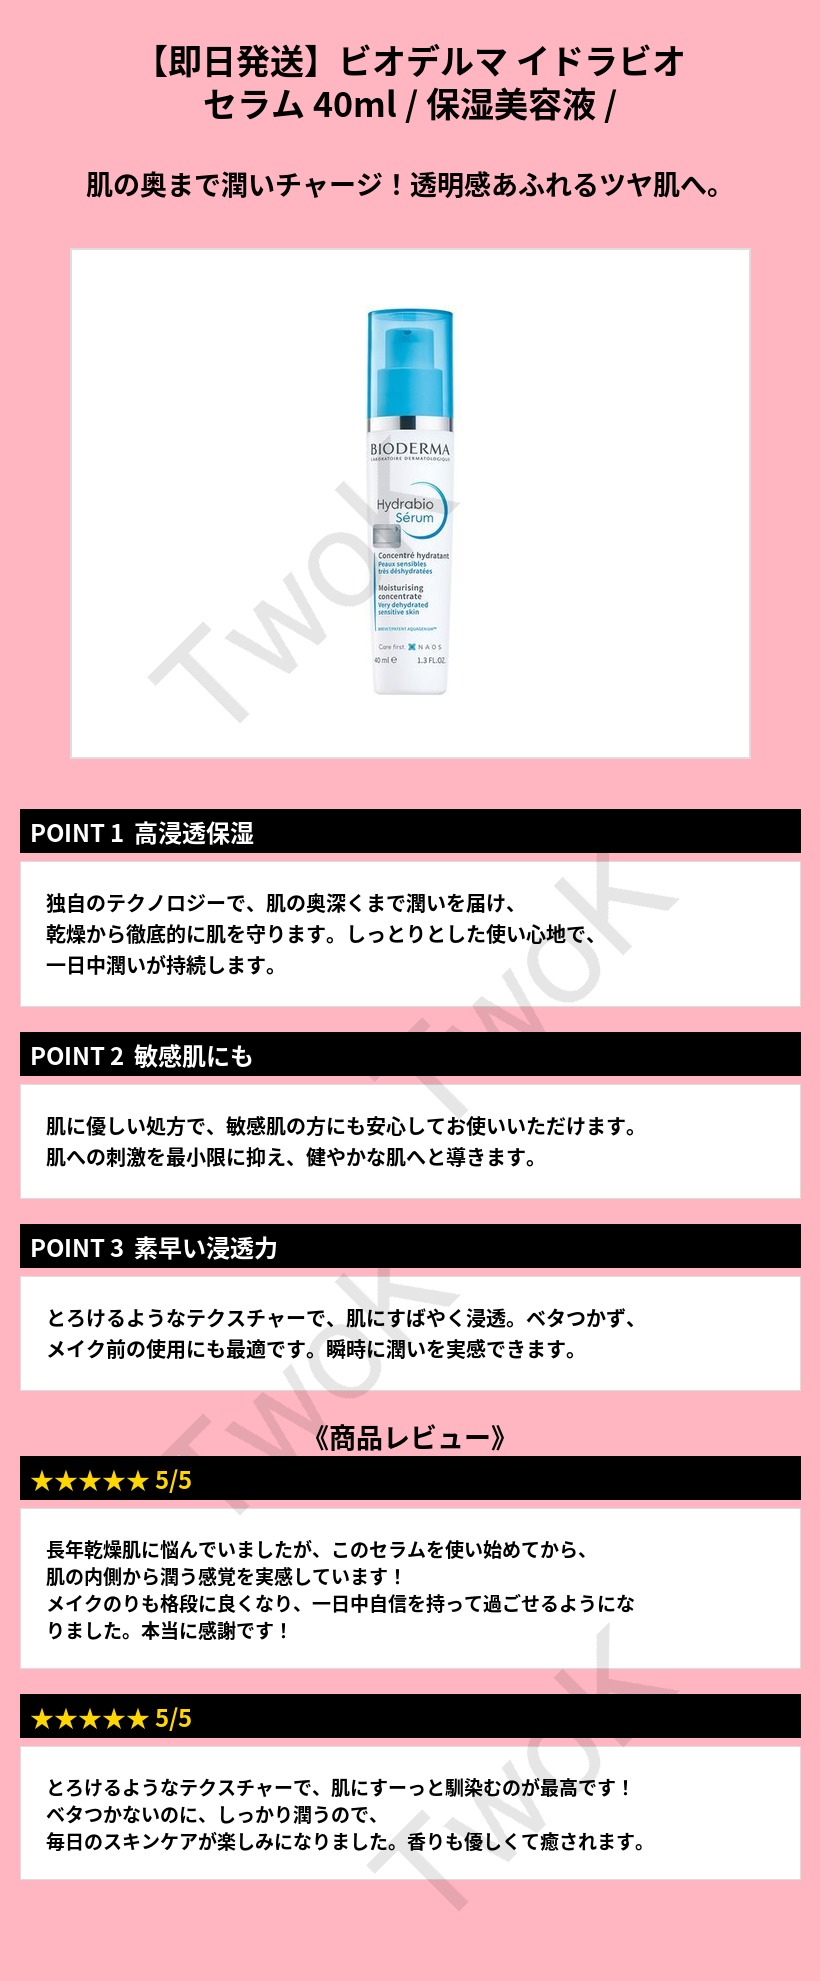 【即日発送】ビオデルマ イドラビオ
セラム 40ml / 保湿美容液 /
肌の奥まで潤いチャージ！透明感あふれるツヤ肌へ。
BIODERMA
LABORATOIRE DERMATOLOGIQUE
Hydrabio
Sérum
Concentré hydratant
Peaux sensibles
très déshydratées
Moisturising
concentrate
Very dehydrated
sensitive skin
BREVET/PATENT AQUAGENIUM™
Care first. NAOS
40 ml ℮ 1.3 FL.OZ.
TwoK
POINT 1 高浸透保湿
独自のテクノロジーで、肌の奥深くまで潤いを届け、
乾燥から徹底的に肌を守ります。しっとりとした使い心地で、
一日中潤いが持続します。
TwoK
POINT 2 敏感肌にも
肌に優しい処方で、敏感肌の方にも安心してお使いいただけます。
肌への刺激を最小限に抑え、健やかな肌へと導きます。
POINT 3 素早い浸透力
とろけるようなテクスチャーで、肌にすばやく浸透。ベタつかず、
メイク前の使用にも最適です。瞬時に潤いを実感できます。
TwoK
《商品レビュー》
★★★★★ 5/5
長年乾燥肌に悩んでいましたが、このセラムを使い始めてから、
肌の内側から潤う感覚を実感しています！
メイクのりも格段に良くなり、一日中自信を持って過ごせるようにな
りました。本当に感謝です！
★★★★★ 5/5
とろけるようなテクスチャーで、肌にすーっと馴染むのが最高です！
ベタつかないのに、しっかり潤うので、
毎日のスキンケアが楽しみになりました。香りも優しくて癒されます。
TwoK